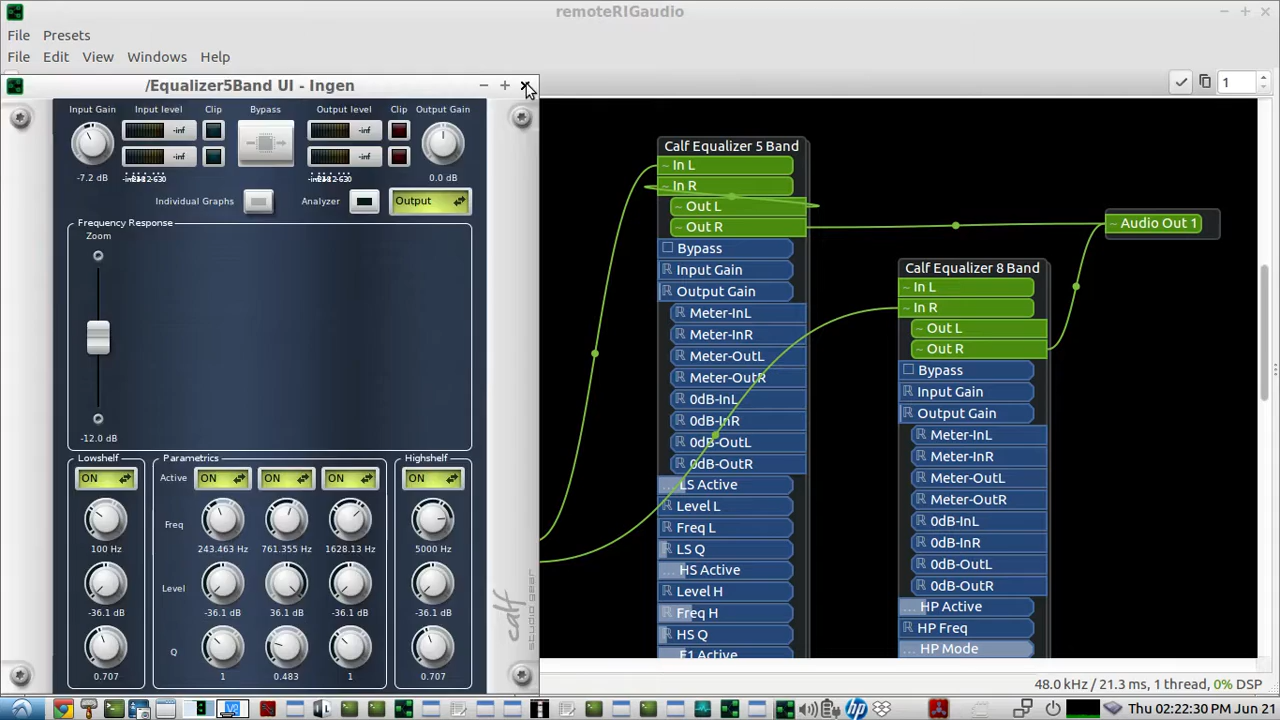 remoteRIGaudio
File Presets
File Edit View Windows Help
1
/Equalizer5Band UI - Ingen
Input Gain Input level Clip Bypass Output level Clip Output Gain
-inf -inf
-inf -inf
-7.2 dB 0.0 dB
Individual Graphs Analyzer Output
Frequency Response
Zoom
-12.0 dB
Lowshelf Parametrics Highshelf
ON Active ON ON ON ON
Freq
100 Hz 243.463 Hz 761.355 Hz 1628.13 Hz 5000 Hz
Level
-36.1 dB -36.1 dB 36.1 dB -36.1 dB -36.1 dB
Q
0.707 1 0.483 1 0.707
calf
studio gear
Calf Equalizer 5 Band
~ In L
~ In R
~ Out L
~ Out R
Bypass
ℝ Input Gain
ℝ Output Gain
ℝ Meter-InL
ℝ Meter-InR
ℝ Meter-OutL
ℝ Meter-OutR
ℝ 0dB-InL
ℝ 0dB-InR
ℝ 0dB-OutL
ℝ 0dB-OutR
... LS Active
ℝ Level L
ℝ Freq L
ℝ LS Q
... HS Active
ℝ Level H
ℝ Freq H
ℝ HS Q
F1 Active
Calf Equalizer 8 Band
~ In L
~ In R
~ Out L
~ Out R
Bypass
ℝ Input Gain
ℝ Output Gain
ℝ Meter-InL
ℝ Meter-InR
ℝ Meter-OutL
ℝ Meter-OutR
ℝ 0dB-InL
ℝ 0dB-InR
ℝ 0dB-OutL
ℝ 0dB-OutR
... HP Active
ℝ HP Freq
... HP Mode
~ Audio Out 1
48.0 kHz / 21.3 ms, 1 thread, 0% DSP
Thu 02:22:30 PM Jun 21